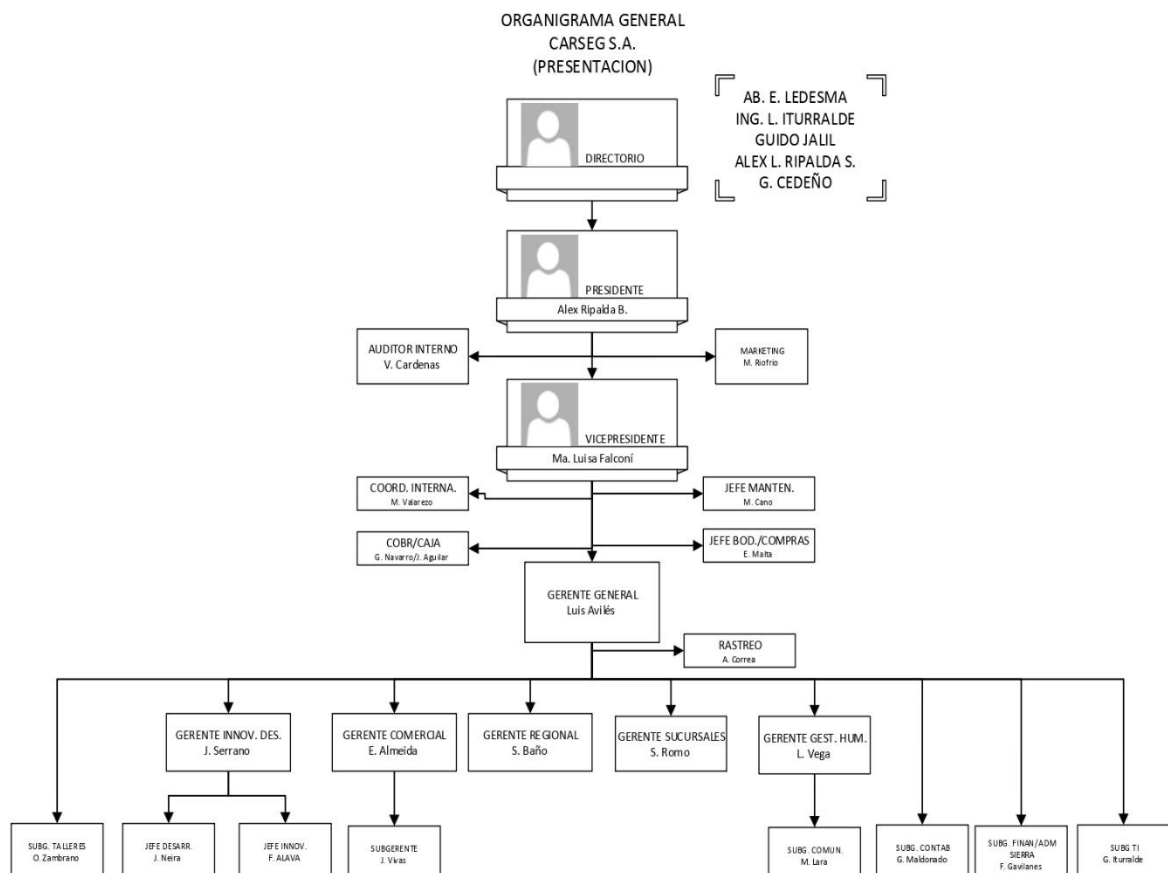 ORGANIGRAMA GENERAL
CARSEG S.A.
(PRESENTACION)
AB. E. LEDESMA
ING. L. ITURRALDE
GUIDO JALIL
ALEX L. RIPALDA S.
G. CEDEÑO
DIRECTORIO
PRESIDENTE
Alex Ripalda B.
AUDITOR INTERNO
V. Cardenas
MARKETING
M. Riofrio
VICEPRESIDENTE
Ma. Luisa Falconí
COORD. INTERNA.
M. Valarezo
JEFE MANTEN.
M. Cano
COBR/CAJA
G. Navarro/J. Aguilar
JEFE BOD./COMPRAS
E. Malta
GERENTE GENERAL
Luis Avilés
RASTREO
A. Correa
GERENTE INNOV. DES.
J. Serrano
GERENTE COMERCIAL
E. Almeida
GERENTE REGIONAL
S. Baño
GERENTE SUCURSALES
S. Romo
GERENTE GEST. HUM.
L. Vega
SUBG. TALLERES
O. Zambrano
JEFE DESARR.
J. Neira
JEFE INNOV.
F. ALAVA
SUBGERENTE
J. Vivas
SUBG. COMUN.
M. Lara
SUBG. CONTAB
G. Maldonado
SUBG. FINAN/ADM
SIERRA
F. Gavilanes
SUBG TI
G. Iturralde